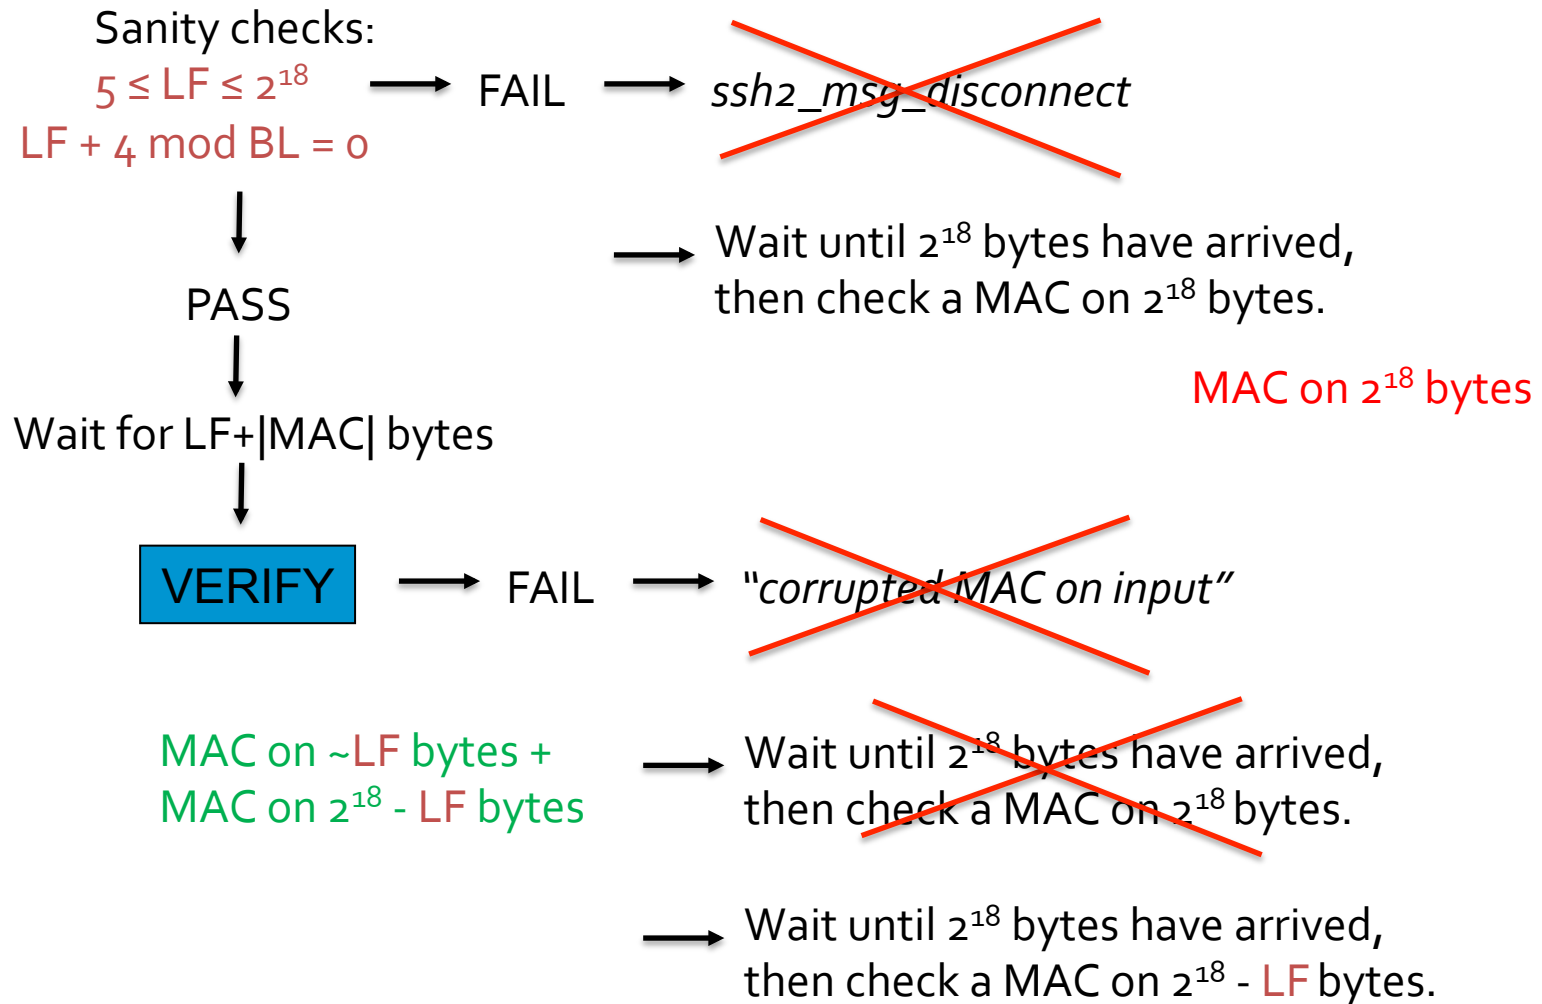 Sanity checks:
5 ≤ LF ≤ 2¹⁸
LF + 4 mod BL = 0
FAIL
ssh2_msg_disconnect
Wait until 2¹⁸ bytes have arrived,
then check a MAC on 2¹⁸ bytes.
PASS
MAC on 2¹⁸ bytes
Wait for LF+|MAC| bytes
VERIFY
FAIL
"corrupted MAC on input"
MAC on ~LF bytes +
MAC on 2¹⁸ - LF bytes
Wait until 2¹⁸ bytes have arrived,
then check a MAC on 2¹⁸ bytes.
Wait until 2¹⁸ bytes have arrived,
then check a MAC on 2¹⁸ - LF bytes.